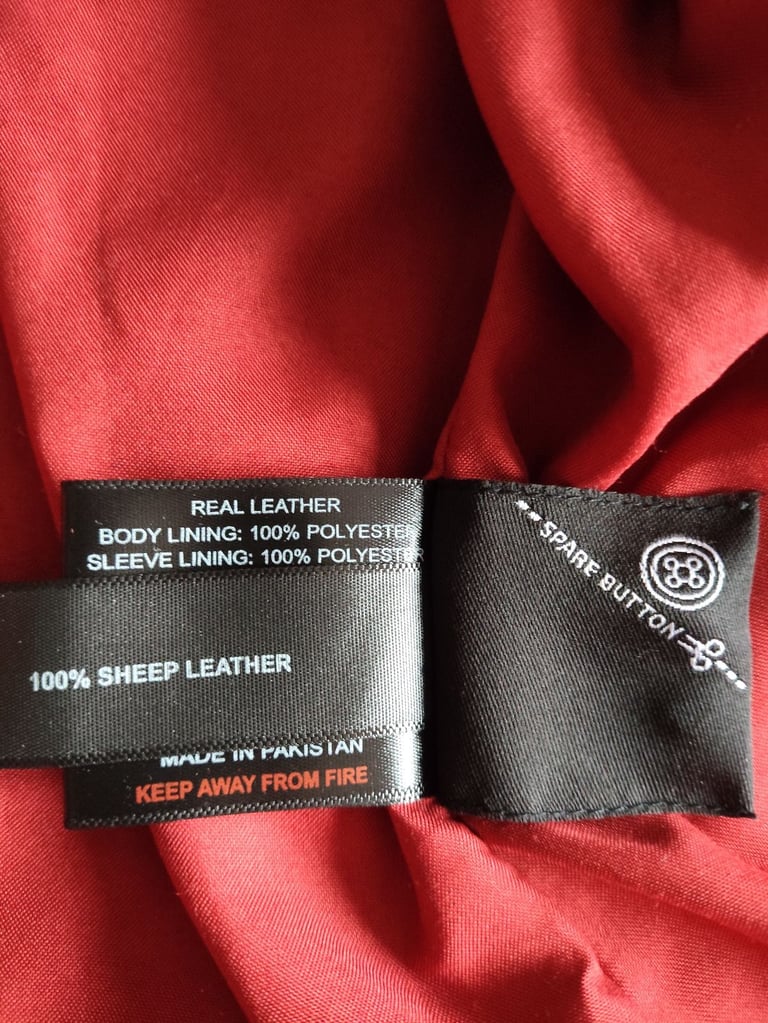 REAL LEATHER
BODY LINING: 100% POLYESTER
SLEEVE LINING: 100% POLYESTER
100% SHEEP LEATHER
MADE IN PAKISTAN
KEEP AWAY FROM FIRE
SPARE BUTTON